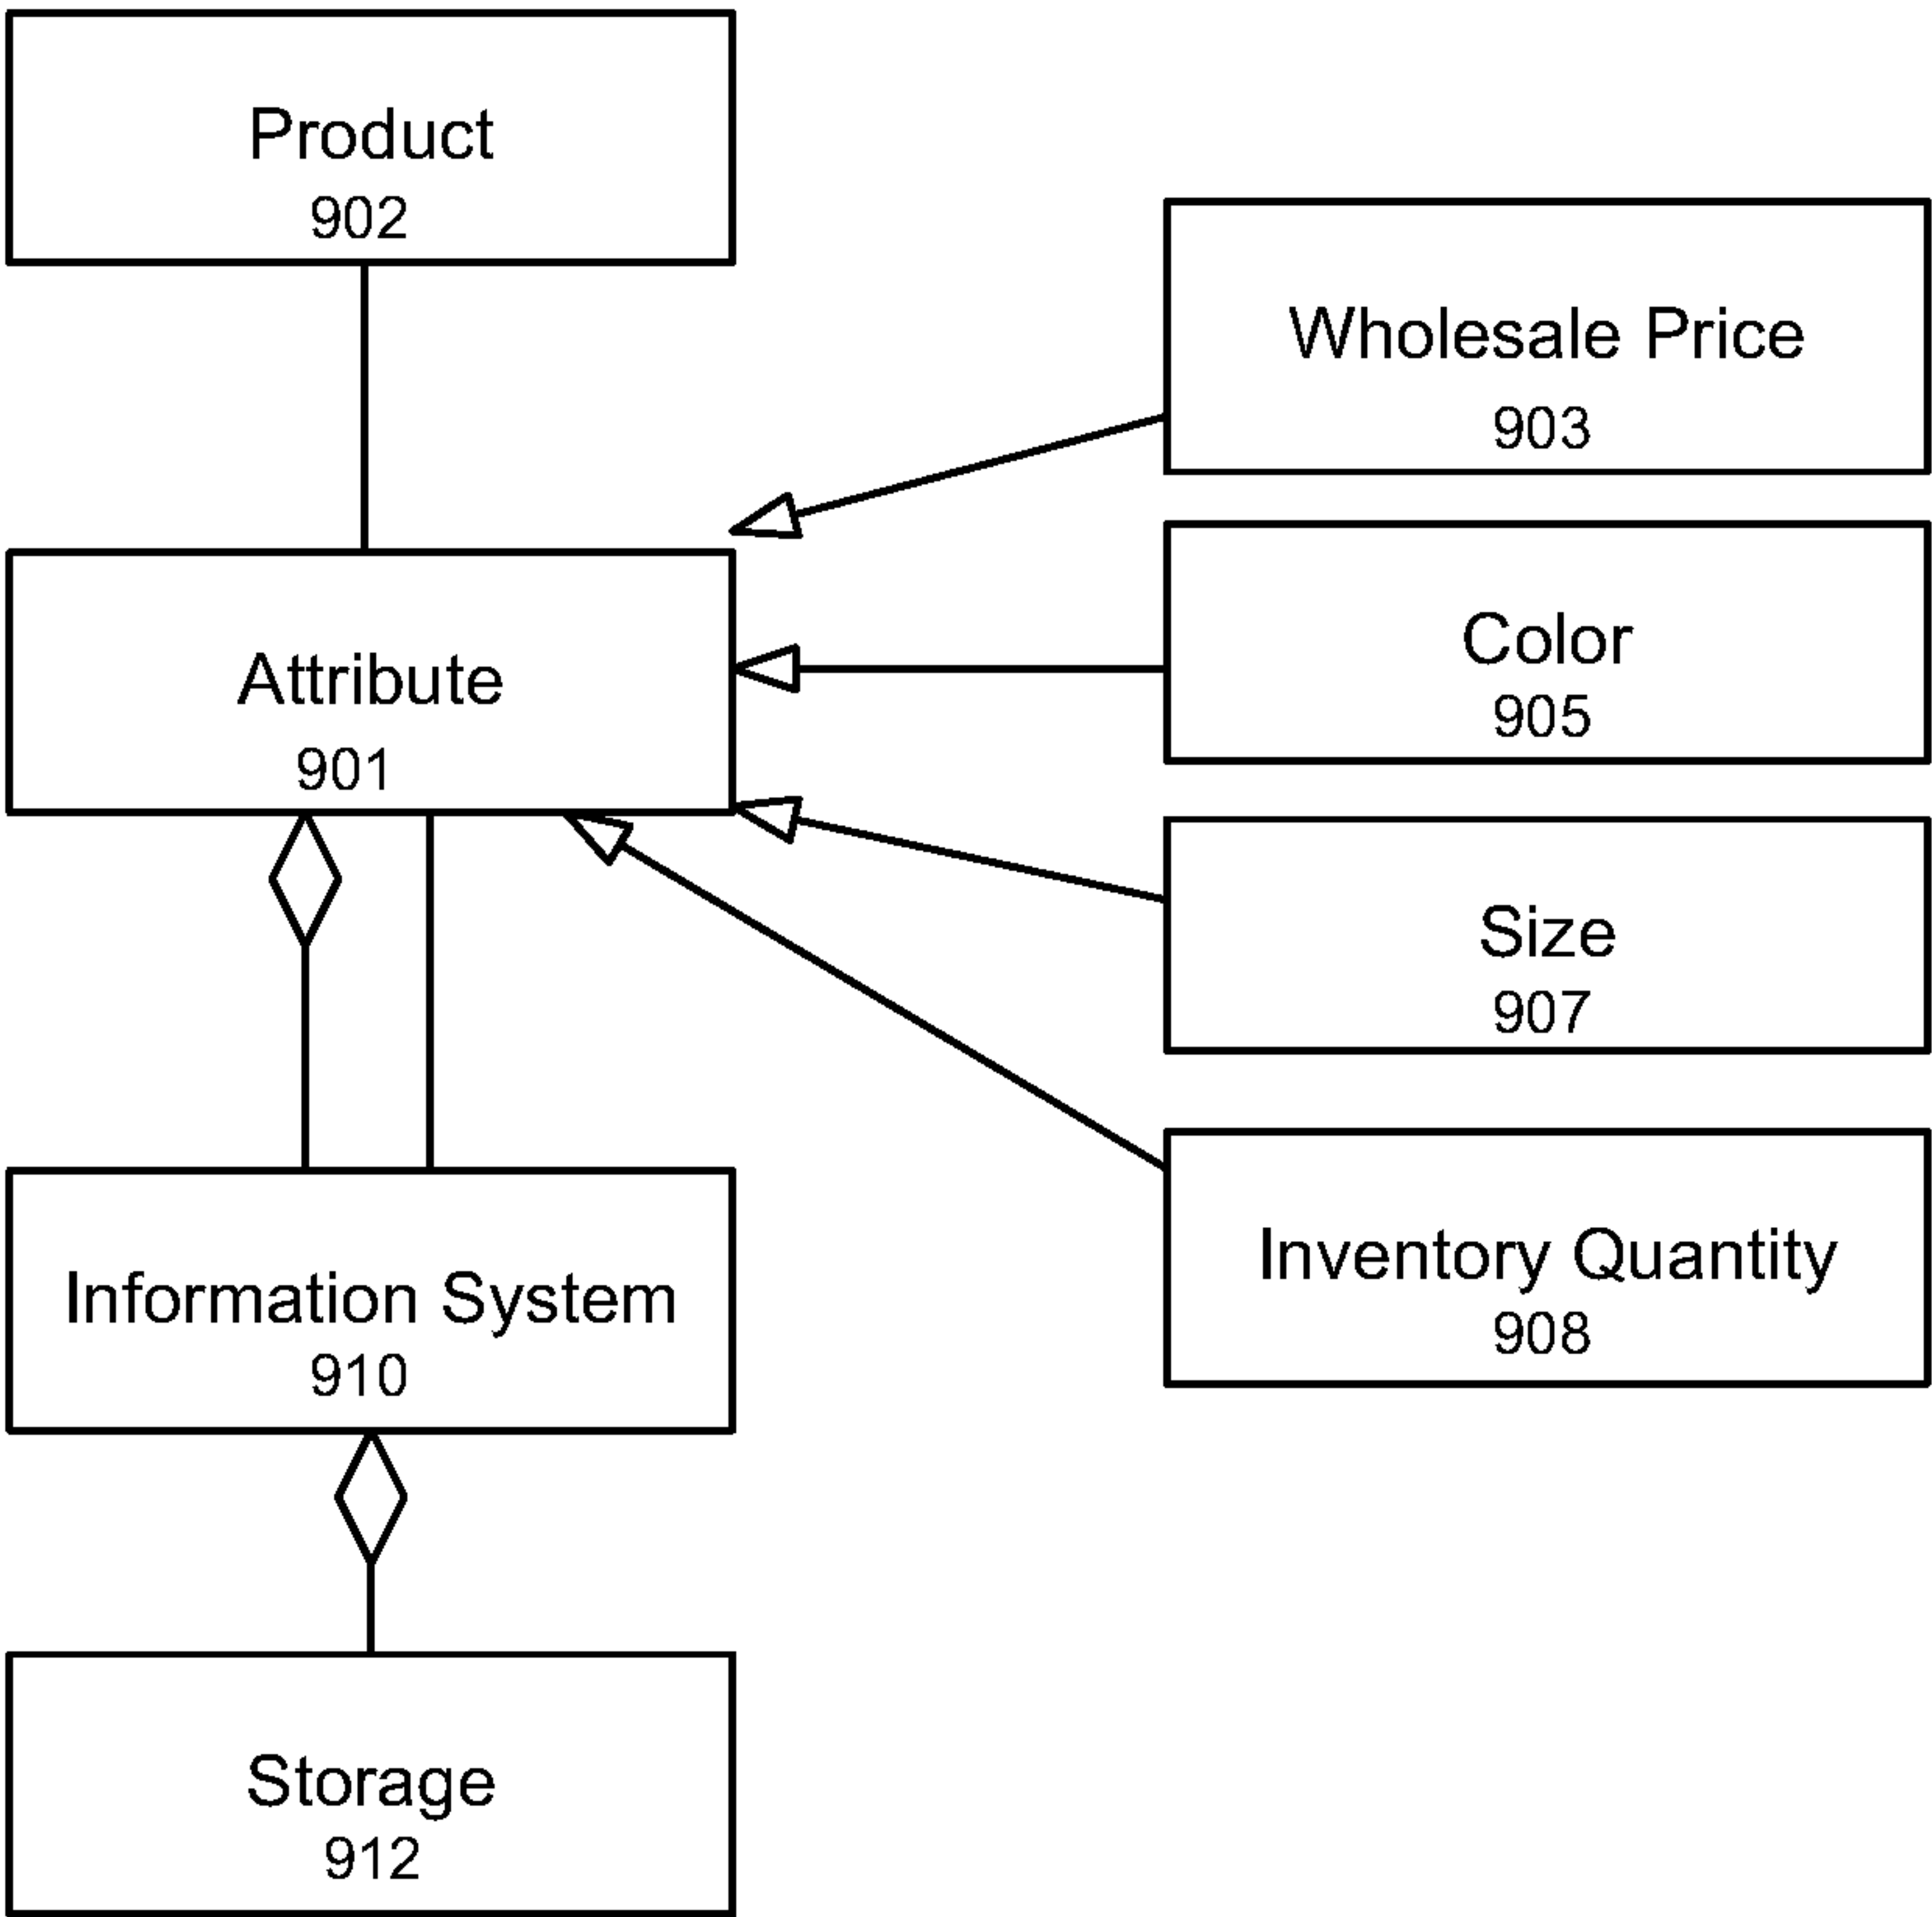 Product
902
Wholesale Price
903
Attribute
901
Color
905
Size
907
Information System
910
Inventory Quantity
908
Storage
912